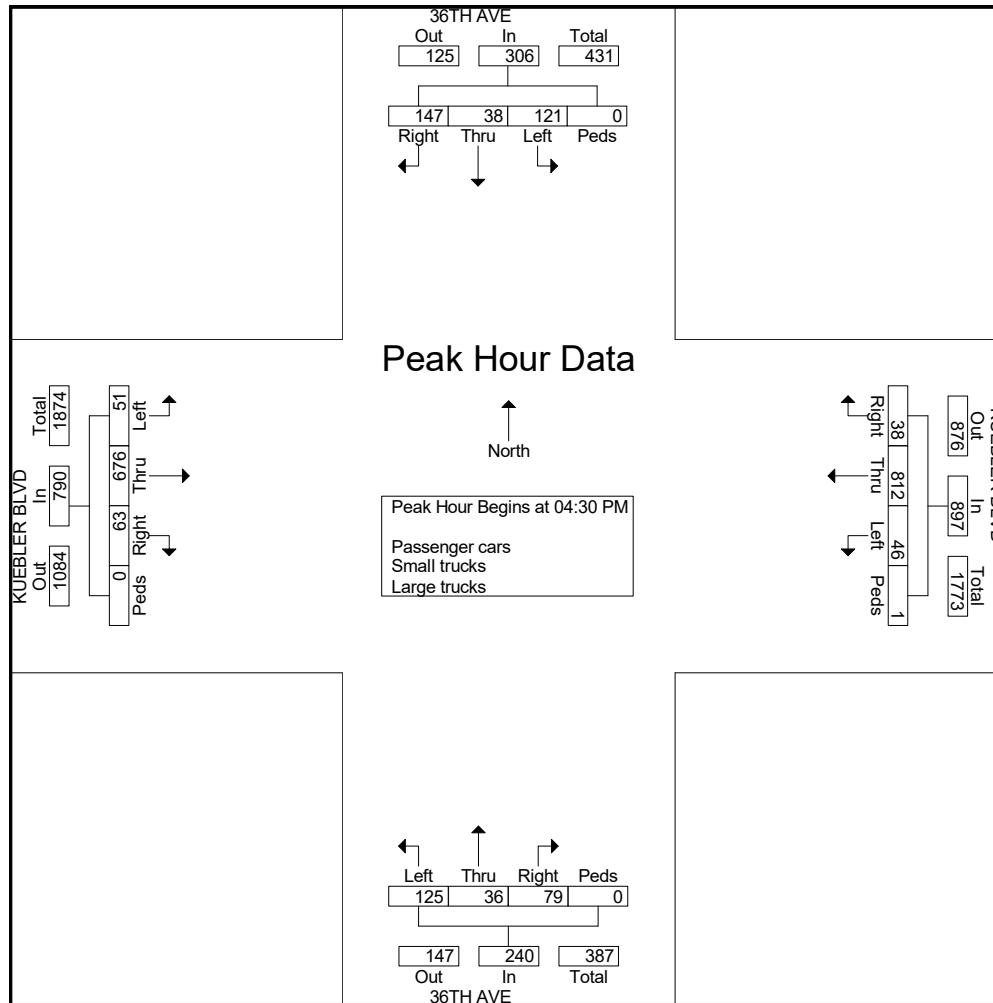 36TH AVE
Out In Total
125 306 431
147 38 121 0
Right Thru Left Peds
Peak Hour Data
North
Peak Hour Begins at 04:30 PM
Passenger cars
Small trucks
Large trucks
KUEBLER BLVD
Out In Total
1084 790 1874
0 63 676 51
Peds Right Thru Left
Out In Total
876 897 1773
38 812 46 1
Right Thru Left Peds
Left Thru Right Peds
125 36 79 0
147 240 387
Out In Total
36TH AVE